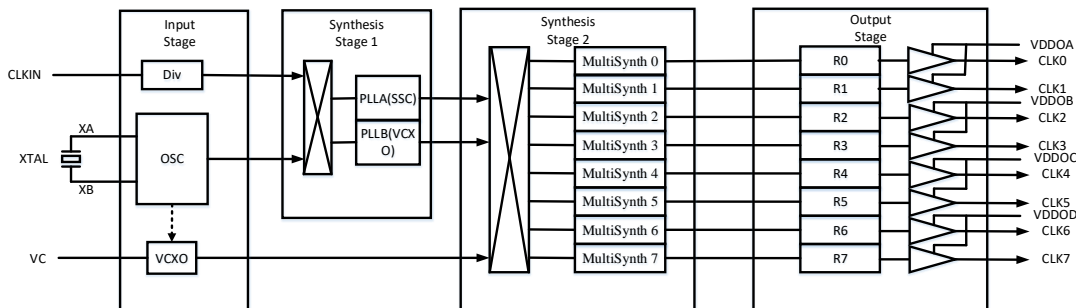 Input
Stage
Synthesis
Stage 1
Synthesis
Stage 2
Output
Stage
CLKIN
Div
XA
XTAL
XB
OSC
VC
VCXO
PLLA(SSC)
PLLB(VCX
O)
MultiSynth 0
MultiSynth 1
MultiSynth 2
MultiSynth 3
MultiSynth 4
MultiSynth 5
MultiSynth 6
MultiSynth 7
R0
R1
R2
R3
R4
R5
R6
R7
VDDOA
CLK0
CLK1
VDDOB
CLK2
CLK3
VDDOC
CLK4
CLK5
VDDOD
CLK6
CLK7